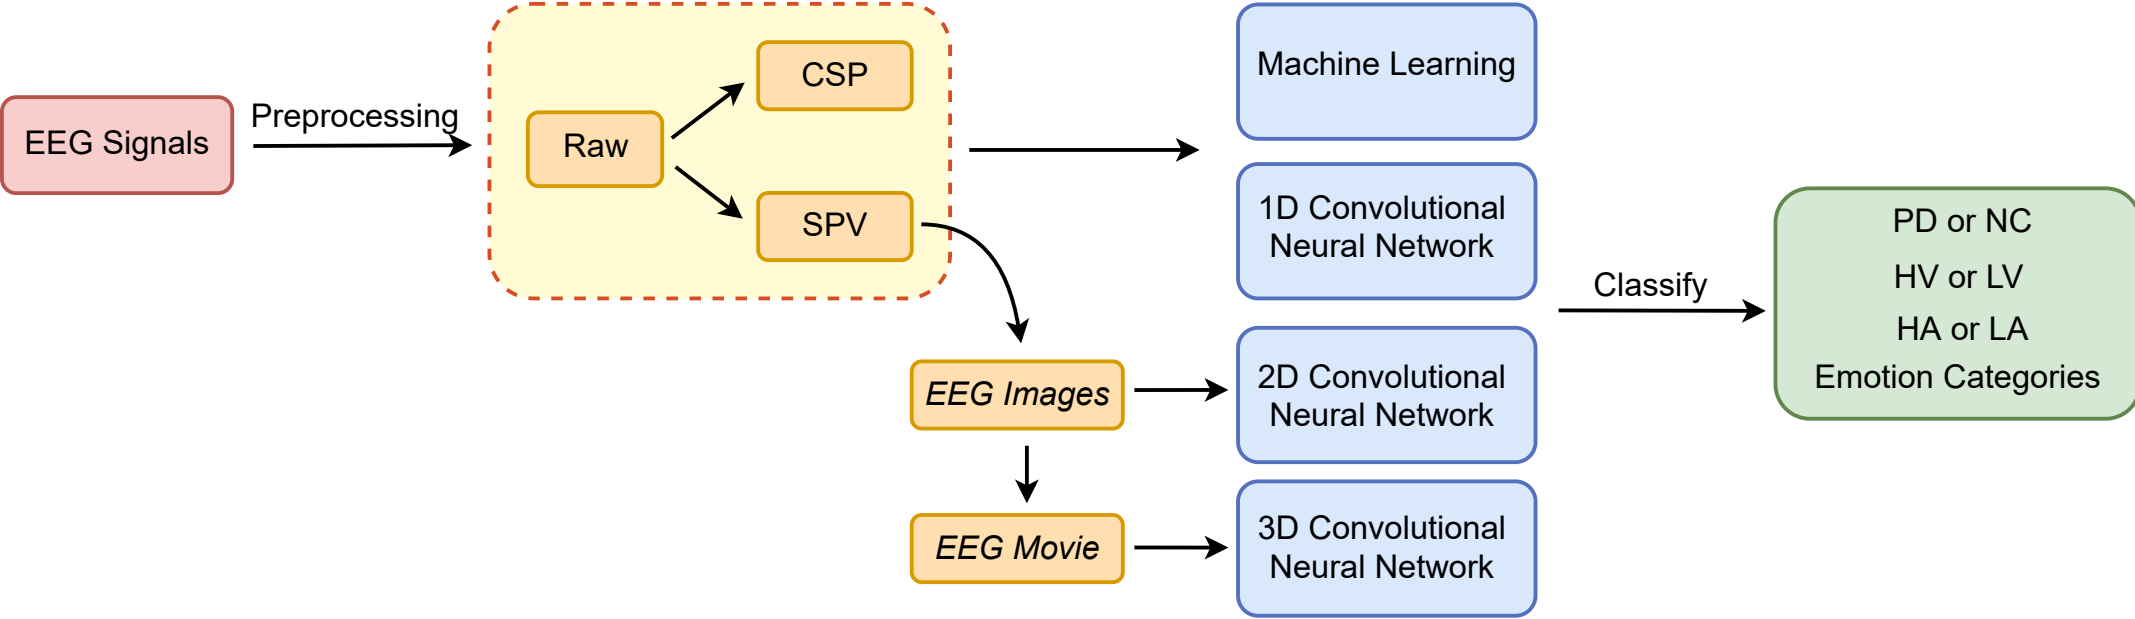 EEG Signals
Preprocessing
Raw
CSP
SPV
EEG Images
EEG Movie
Machine Learning
1D Convolutional
Neural Network
2D Convolutional
Neural Network
3D Convolutional
Neural Network
Classify
PD or NC
HV or LV
HA or LA
Emotion Categories